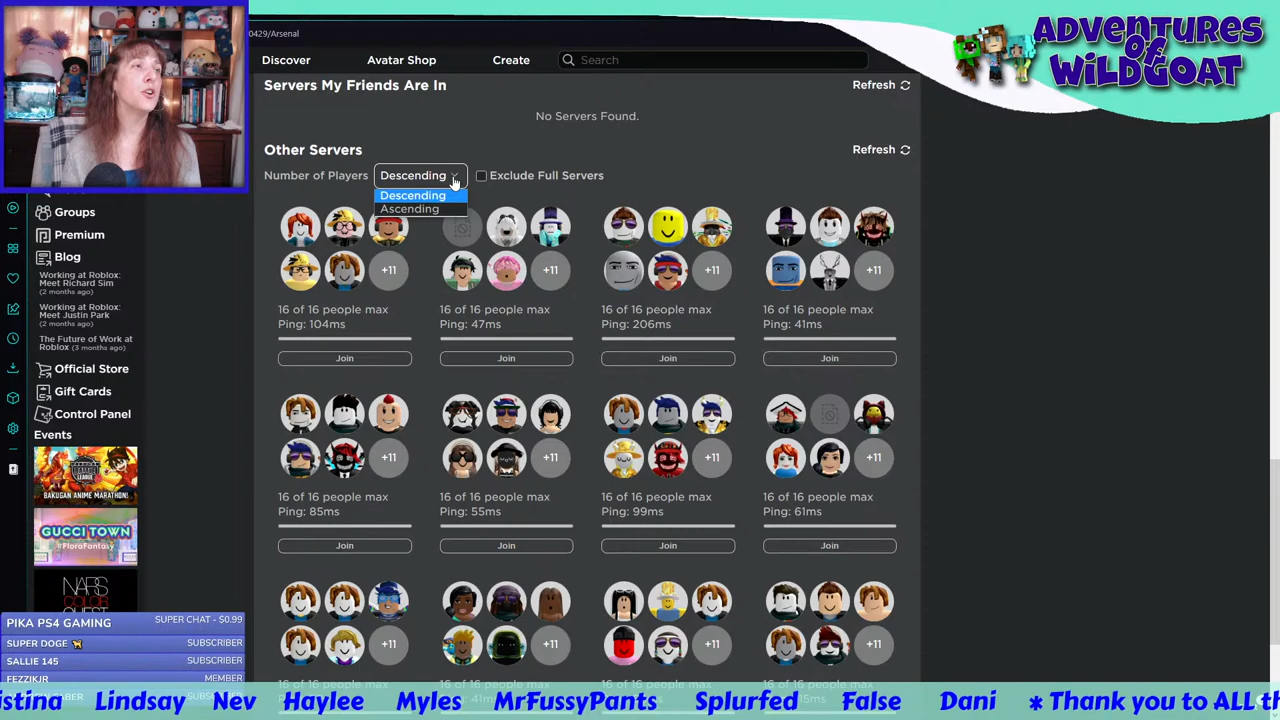 0429/Arsenal
ADVENTURES
OF
WILDGOAT
Discover
Avatar Shop
Create
Search
Servers My Friends Are In
Refresh
No Servers Found.
Other Servers
Refresh
Number of Players
Descending
Exclude Full Servers
Descending
Ascending
Groups
Premium
Blog
Working at Roblox:
Meet Richard Sim
(2 months ago)
Working at Roblox:
Meet Justin Park
(2 months ago)
The Future of Work at
Roblox (3 months ago)
Official Store
Gift Cards
Control Panel
Events
BAKUGAN ANIME MARATHON!
GUCCI TOWN
#FloraFantasy
NARS
COLOR
QUEST
+11
+11
+11
+11
16 of 16 people max
Ping: 104ms
Join
16 of 16 people max
Ping: 47ms
Join
16 of 16 people max
Ping: 206ms
Join
16 of 16 people max
Ping: 41ms
Join
+11
+11
+11
+11
16 of 16 people max
Ping: 85ms
Join
16 of 16 people max
Ping: 55ms
Join
16 of 16 people max
Ping: 99ms
Join
16 of 16 people max
Ping: 61ms
Join
+11
+11
+11
+11
PIKA PS4 GAMING SUPER CHAT - $0.99
SUPER DOGE SUBSCRIBER
SALLIE 145 SUBSCRIBER
FEZZIKJR MEMBER
istina Lindsay Nev Haylee Myles MrFussyPants Splurfed False Dani * Thank you to ALL th